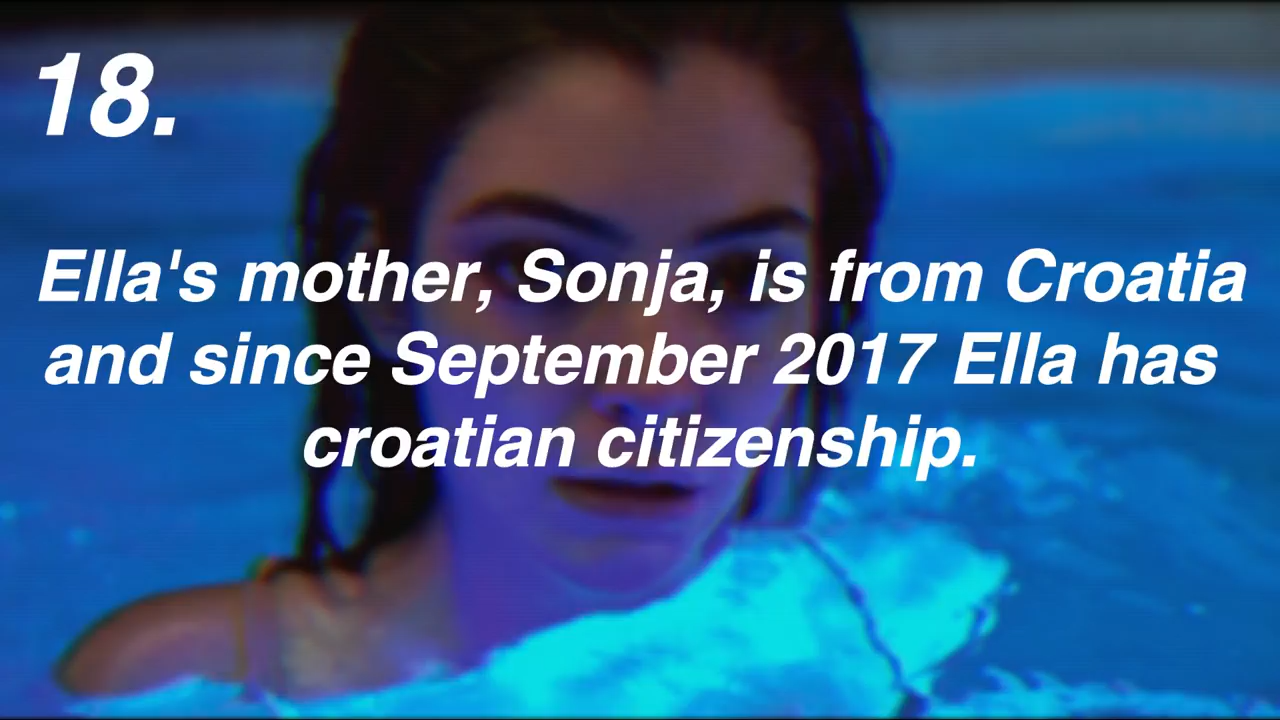 18.
Ella's mother, Sonja, is from Croatia
and since September 2017 Ella has
croatian citizenship.